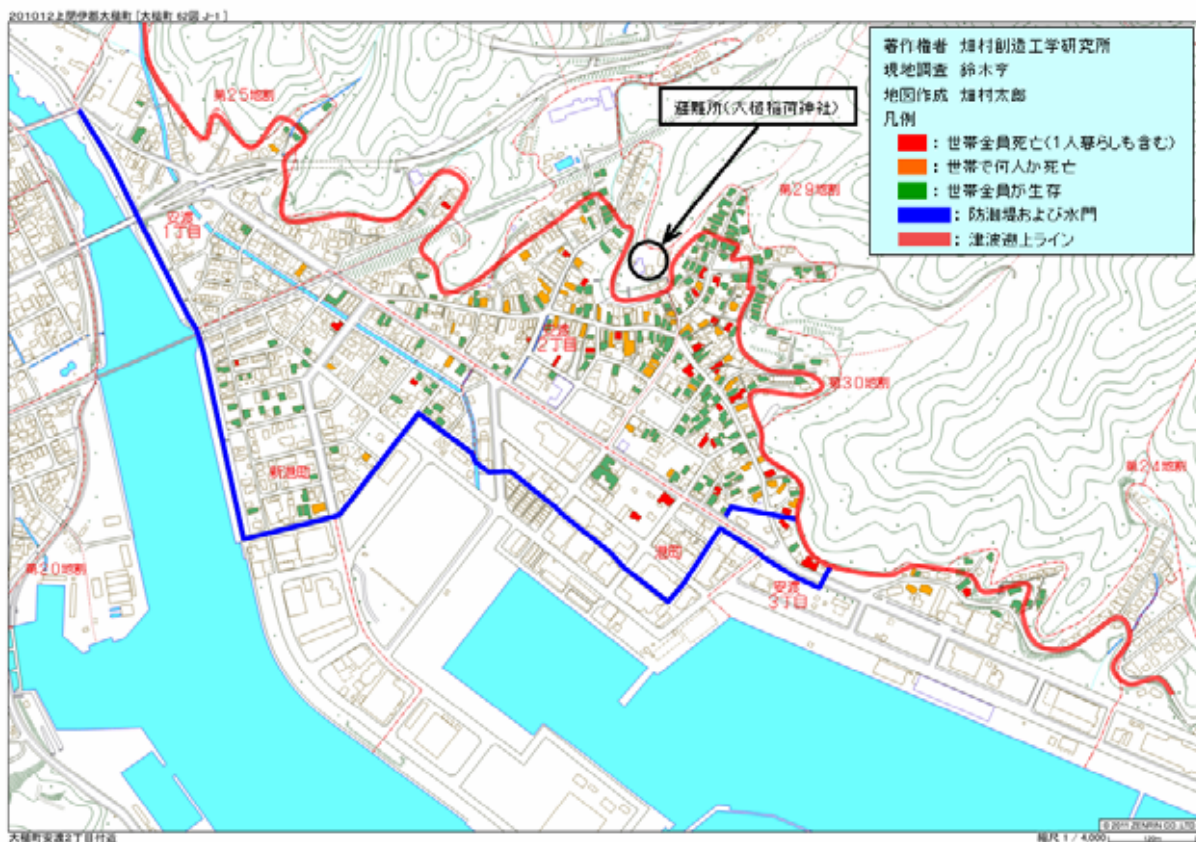 201012上閉伊郡大槌町 [大槌町 62図 J-1]
著作権者 畑村創造工学研究所
現地調査 鈴木亨
地図作成 畑村太郎
凡例
：世帯全員死亡(1人暮らしも含む)
：世帯で何人か死亡
：世帯全員が生存
：防潮堤および水門
：津波遡上ライン
第25地割
避難所(大槌稲荷神社)
第29地割
安渡
1丁目
安渡
2丁目
第30地割
新港町
第24地割
港町
第20地割
安渡
3丁目
© 2011 ZENRIN CO., LTD.
大槌町安渡2丁目付近
縮尺 1 / 4,000